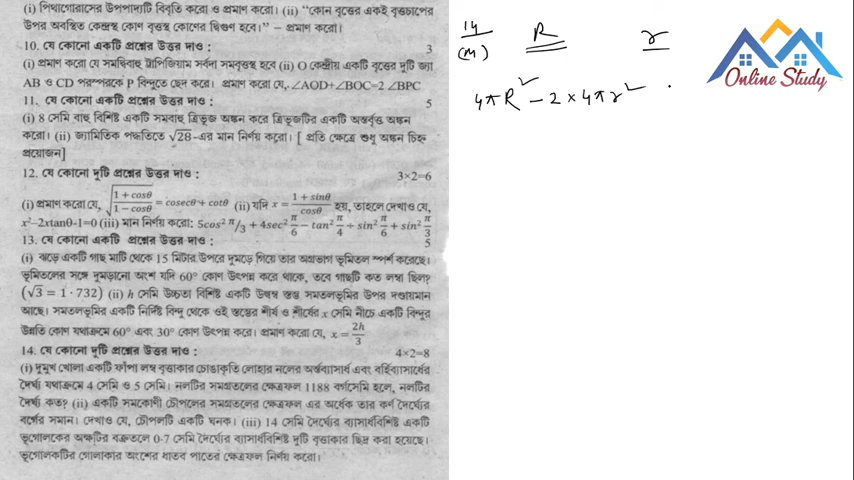 (i) পিথাগোরাসের উপপাদ্যটি বিবৃতি করো ও প্রমাণ করো। (ii) “কোন বৃত্তের একই বৃত্তচাপের
উপর অবস্থিত কেন্দ্রস্থ কোণ বৃত্তস্থ কোণের দ্বিগুণ হবে।” – প্রমাণ করো।
10. যে কোনো একটি প্রশ্নের উত্তর দাও : 3
(i) প্রমাণ করো যে সমদ্বিবাহু ট্রাপিজিয়াম সর্বদা সমবৃত্তস্থ হবে (ii) O কেন্দ্রীয় একটি বৃত্তের দুটি জ্যা
AB ও CD পরস্পরকে P বিন্দুতে ছেদ করে। প্রমাণ করো যে,-∠AOD+∠BOC=2 ∠BPC
11. যে কোনো একটি প্রশ্নের উত্তর দাও : 5
(i) 8 সেমি বাহু বিশিষ্ট একটি সমবাহু ত্রিভূজ অঙ্কন করে ত্রিভূজটির একটি অন্তর্বৃত্ত অঙ্কন
করো। (ii) জ্যামিতিক পদ্ধতিতে √28-এর মান নির্ণয় করো। [ প্রতি ক্ষেত্রে শুধু অঙ্কন চিহ্ন
প্রয়োজন]
12. যে কোনো দুটি প্রশ্নের উত্তর দাও : 3×2=6
(i) প্রমাণ করো যে, √((1 + cosθ)/(1 − cosθ)) = cosecθ + cotθ (ii) যদি x = (1 + sinθ)/cosθ হয়, তাহলে দেখাও যে,
x²–2xtanθ-1=0 (iii) মান নির্ণয় করো: 5cos² π/3 + 4sec² π/6 − tan² π/4 ÷ sin² π/6 + sin² π/3
13. যে কোনো একটি প্রশ্নের উত্তর দাও : 5
(i) ঝড়ে একটি গাছ মাটি থেকে 15 মিটার উপরে দুমড়ে গিয়ে তার অগ্রভাগ ভূমিতল স্পর্শ করেছে।
ভূমিতলের সঙ্গে দুমড়ানো অংশ যদি 60° কোণ উৎপন্ন করে থাকে, তবে গাছটি কত লম্বা ছিল?
(√3 = 1·732) (ii) h সেমি উচ্চতা বিশিষ্ট একটি উলম্ব স্তম্ভ সমতলভূমির উপর দণ্ডায়মান
আছে। সমতলভূমির একটি নির্দিষ্ট বিন্দু থেকে ওই স্তম্ভের শীর্ষ ও শীর্ষের x সেমি নীচে একটি বিন্দুর
উন্নতি কোণ যথাক্রমে 60° এবং 30° কোণ উৎপন্ন করে। প্রমাণ করো যে, x = 2h/3
14. যে কোনো দুটি প্রশ্নের উত্তর দাও : 4×2=8
(i) দুমুখ খোলা একটি ফাঁপা লম্ব বৃত্তাকার চোঙাকৃতি লোহার নলের অন্তর্ব্যাসার্ধ এবং বর্হিব্যাসার্ধের
দৈর্ঘ্য যথাক্রমে 4 সেমি ও 5 সেমি। নলটির সমগ্রতলের ক্ষেত্রফল 1188 বর্গসেমি হলে, নলটির
দৈর্ঘ্য কত? (ii) একটি সমকোণী চৌপলের সমগ্রতলের ক্ষেত্রফল এর অর্ধেক তার কর্ণ দৈর্ঘ্যের
বর্গের সমান। দেখাও যে, চৌপলটি একটি ঘনক। (iii) 14 সেমি দৈর্ঘ্যের ব্যাসার্ধবিশিষ্ট একটি
ভূগোলকের অক্ষটির বক্রতলে 0-7 সেমি দৈর্ঘ্যের ব্যাসার্ধবিশিষ্ট দুটি বৃত্তাকার ছিদ্র করা হয়েছে।
ভূগোলকটির গোলাকার অংশের ধাতব পাতের ক্ষেত্রফল নির্ণয় করো।
14 R r
4πR² − 2 × 4πr²
Online Study